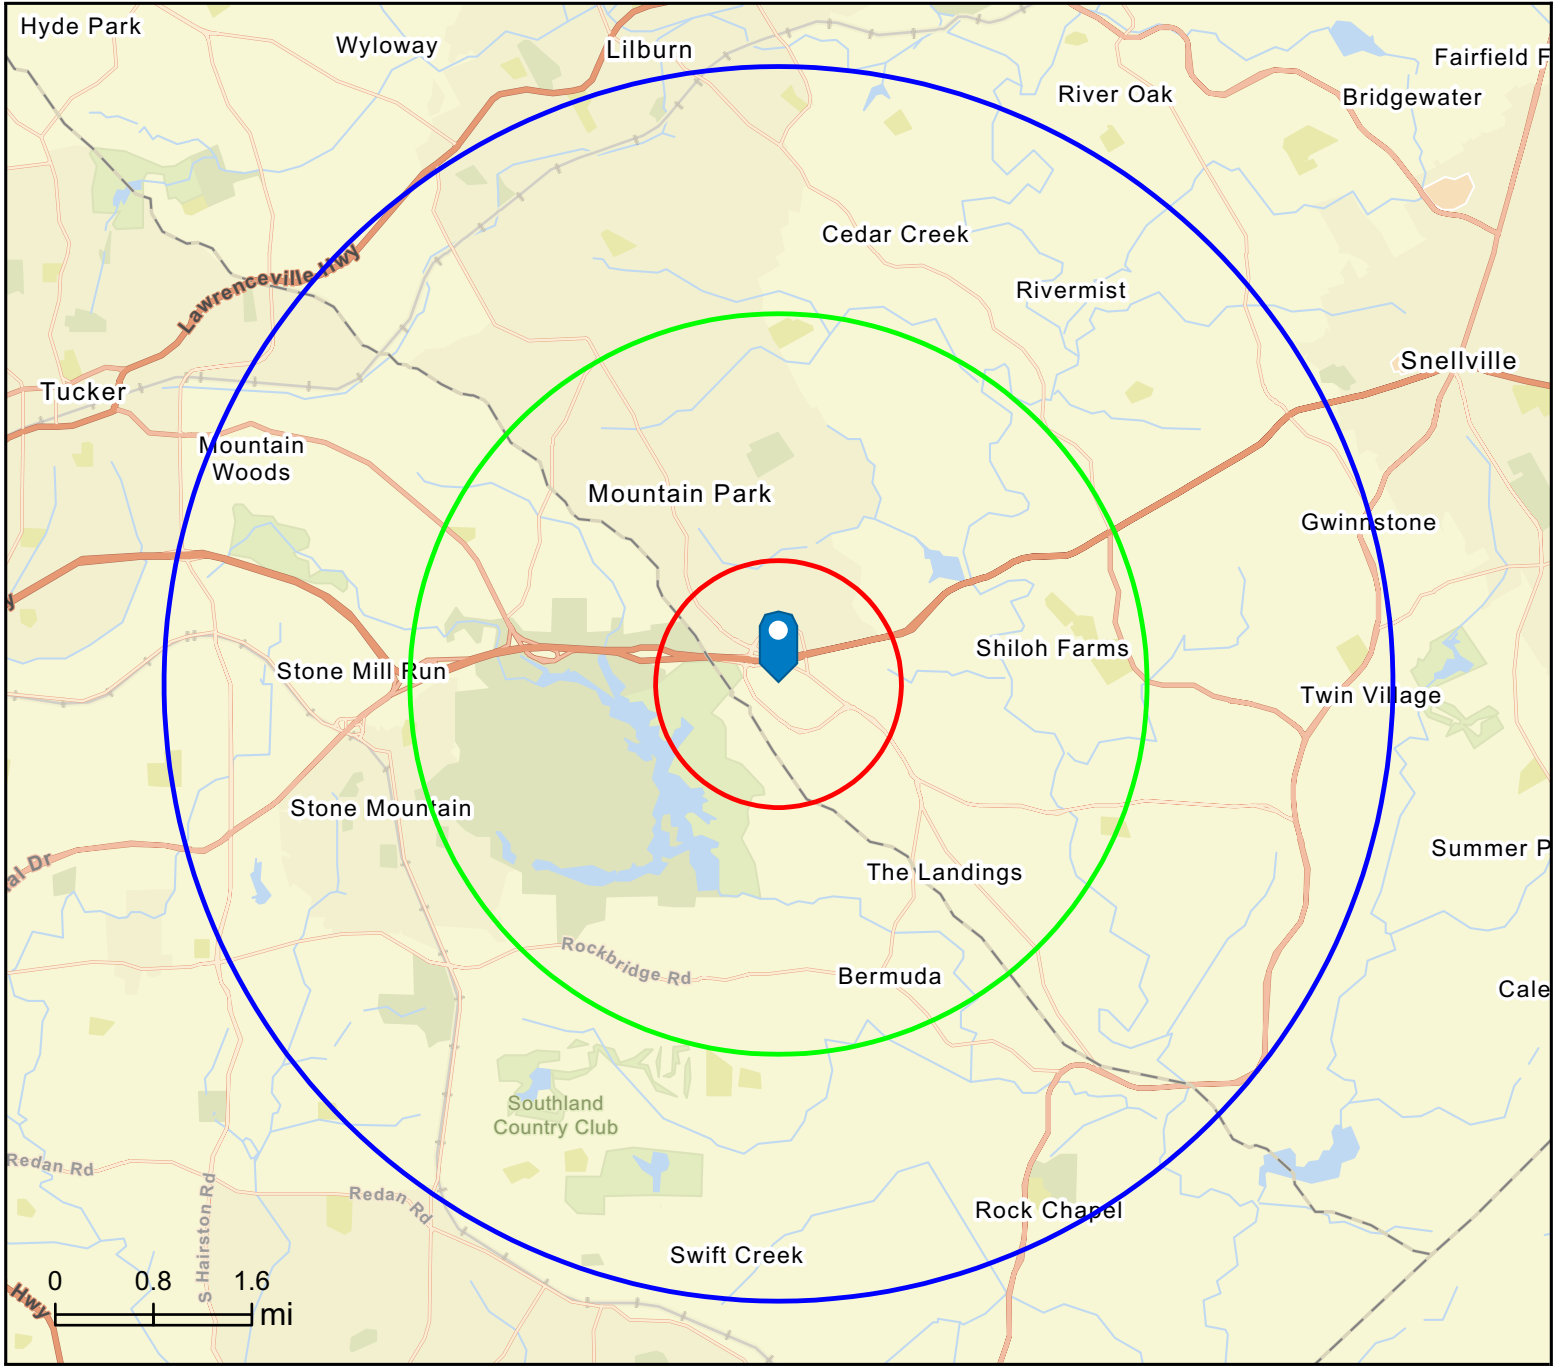 Hyde Park
Wyloway
Lilburn
Fairfield F
River Oak
Bridgewater
Cedar Creek
Lawrenceville Hwy
Rivermist
Snellville
Tucker
Mountain
Woods
Mountain Park
Gwinnstone
y
Shiloh Farms
Stone Mill Run
Twin Village
Stone Mountain
Summer P
al Dr
The Landings
Rockbridge Rd
Bermuda
Cale
Southland
Country Club
Redan Rd
Redan Rd
S Hairston Rd
Rock Chapel
Swift Creek
0 0.8 1.6
mi
Hwy